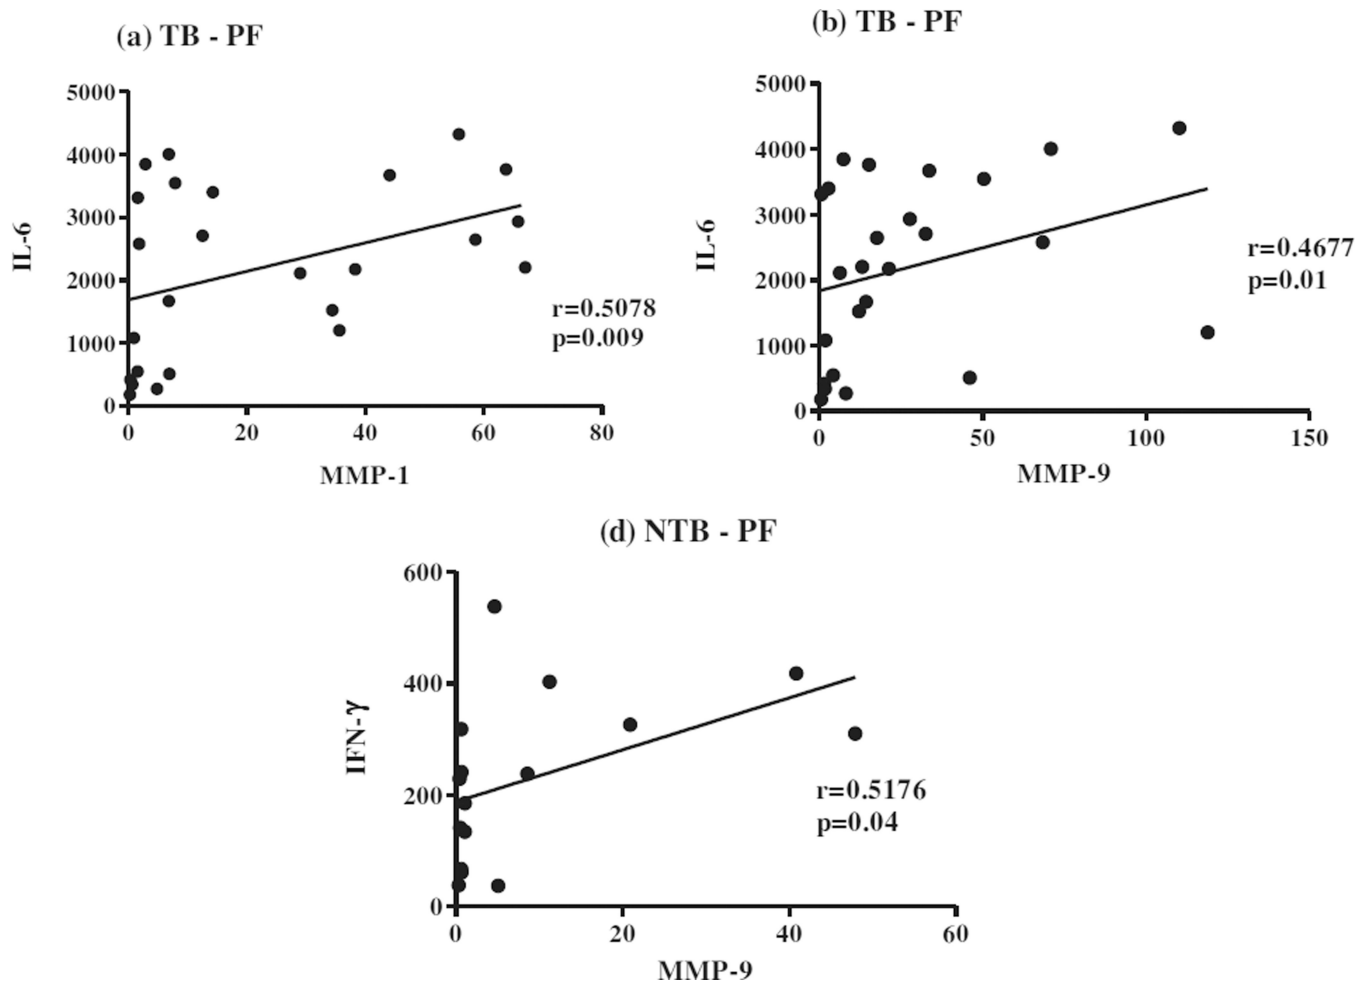 (a) TB - PF
5000
4000
3000
2000
1000
0
IL-6
0 20 40 60 80
MMP-1
r=0.5078
p=0.009
(b) TB - PF
5000
4000
3000
2000
1000
0
IL-6
0 50 100 150
MMP-9
r=0.4677
p=0.01
(d) NTB - PF
600
400
200
0
IFN-γ
0 20 40 60
MMP-9
r=0.5176
p=0.04